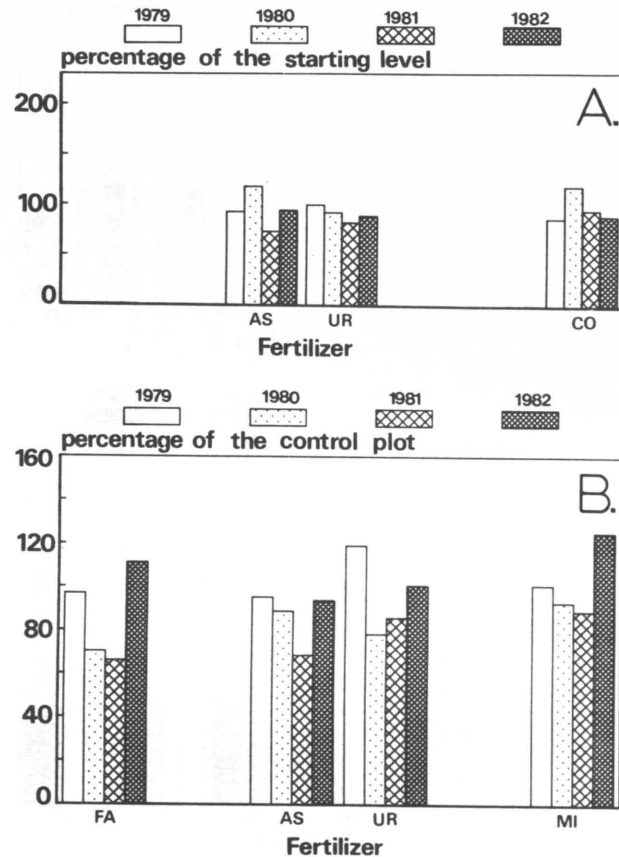 1979 1980 1981 1982
percentage of the starting level
A.
200
100
0
AS UR CO
Fertilizer
1979 1980 1981 1982
percentage of the control plot
B.
160
120
80
40
0
FA AS UR MI
Fertilizer